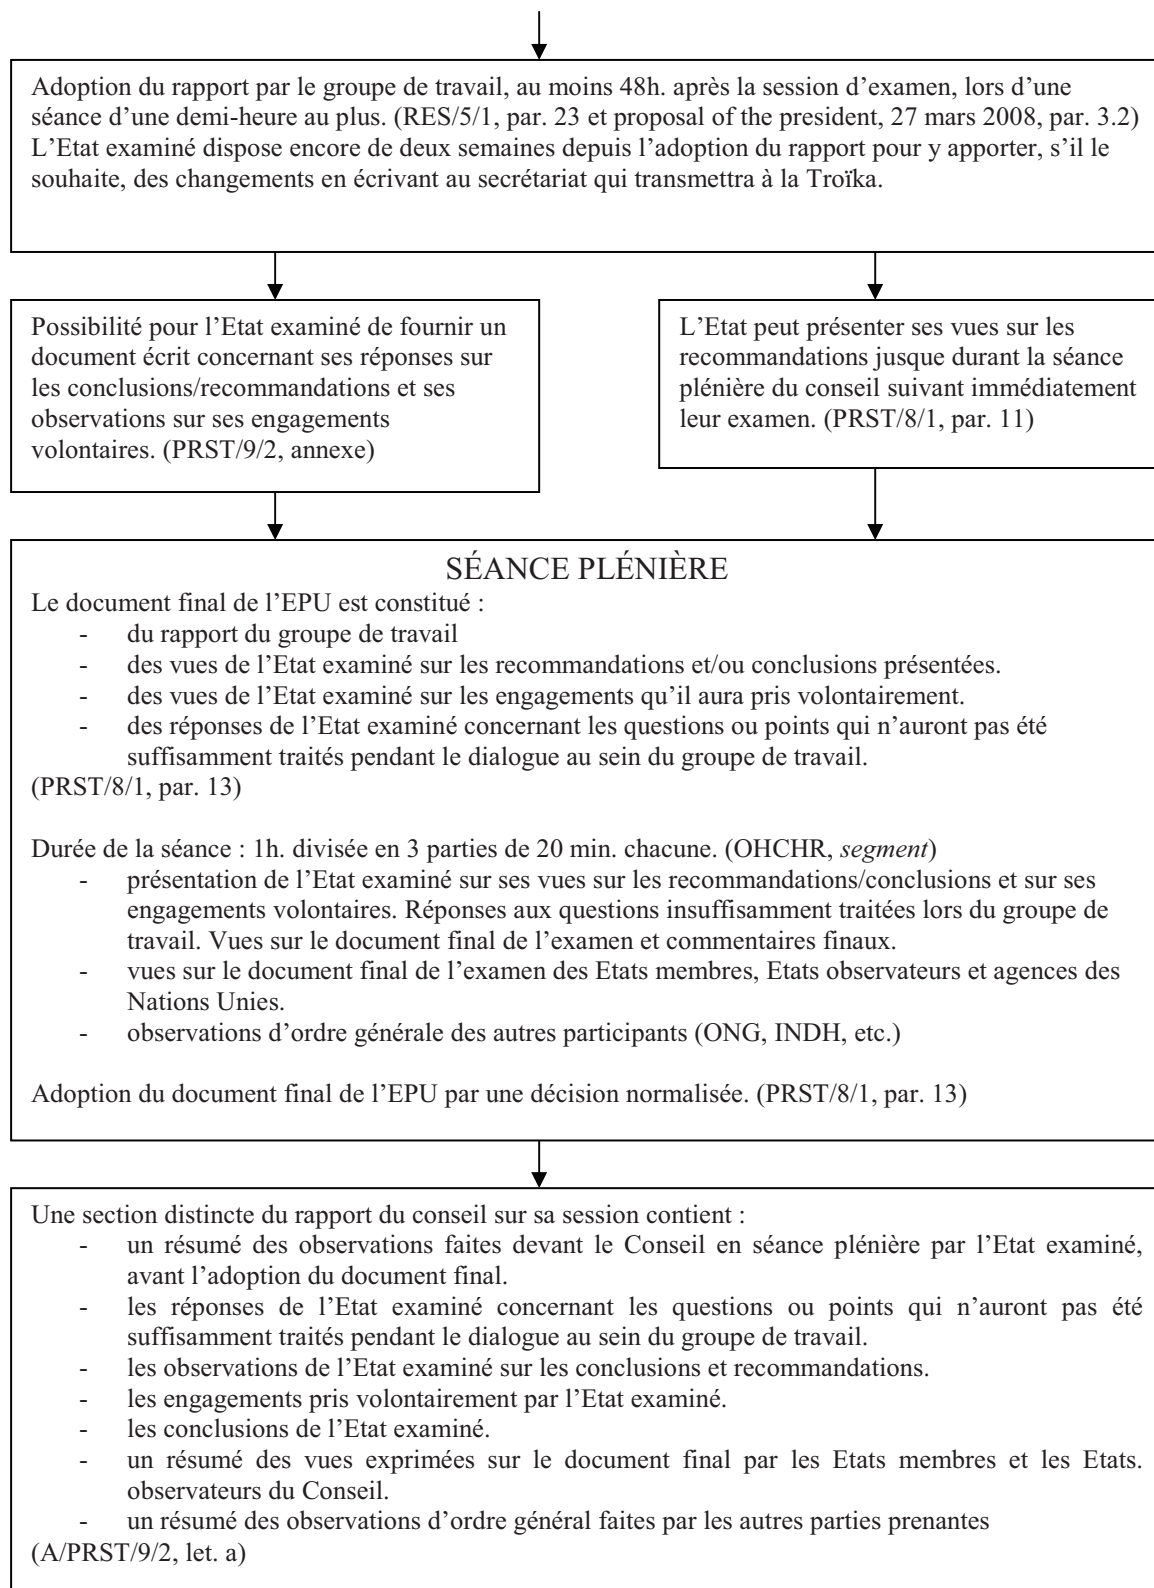 Adoption du rapport par le groupe de travail, au moins 48h. après la session d’examen, lors d’une
séance d’une demi-heure au plus. (RES/5/1, par. 23 et proposal of the president, 27 mars 2008, par. 3.2)
L’Etat examiné dispose encore de deux semaines depuis l’adoption du rapport pour y apporter, s’il le
souhaite, des changements en écrivant au secrétariat qui transmettra à la Troïka.
Possibilité pour l’Etat examiné de fournir un
document écrit concernant ses réponses sur
les conclusions/recommandations et ses
observations sur ses engagements
volontaires. (PRST/9/2, annexe)
L’Etat peut présenter ses vues sur les
recommandations jusque durant la séance
plénière du conseil suivant immédiatement
leur examen. (PRST/8/1, par. 11)
SÉANCE PLÉNIÈRE
Le document final de l’EPU est constitué :
- du rapport du groupe de travail
- des vues de l’Etat examiné sur les recommandations et/ou conclusions présentées.
- des vues de l’Etat examiné sur les engagements qu’il aura pris volontairement.
- des réponses de l’Etat examiné concernant les questions ou points qui n’auront pas été
suffisamment traités pendant le dialogue au sein du groupe de travail.
(PRST/8/1, par. 13)
Durée de la séance : 1h. divisée en 3 parties de 20 min. chacune. (OHCHR, segment)
- présentation de l’Etat examiné sur ses vues sur les recommandations/conclusions et sur ses
engagements volontaires. Réponses aux questions insuffisamment traitées lors du groupe de
travail. Vues sur le document final de l’examen et commentaires finaux.
- vues sur le document final de l’examen des Etats membres, Etats observateurs et agences des
Nations Unies.
- observations d’ordre générale des autres participants (ONG, INDH, etc.)
Adoption du document final de l’EPU par une décision normalisée. (PRST/8/1, par. 13)
Une section distincte du rapport du conseil sur sa session contient :
- un résumé des observations faites devant le Conseil en séance plénière par l’Etat examiné,
avant l’adoption du document final.
- les réponses de l’Etat examiné concernant les questions ou points qui n’auront pas été
suffisamment traités pendant le dialogue au sein du groupe de travail.
- les observations de l’Etat examiné sur les conclusions et recommandations.
- les engagements pris volontairement par l’Etat examiné.
- les conclusions de l’Etat examiné.
- un résumé des vues exprimées sur le document final par les Etats membres et les Etats.
observateurs du Conseil.
- un résumé des observations d’ordre général faites par les autres parties prenantes
(A/PRST/9/2, let. a)